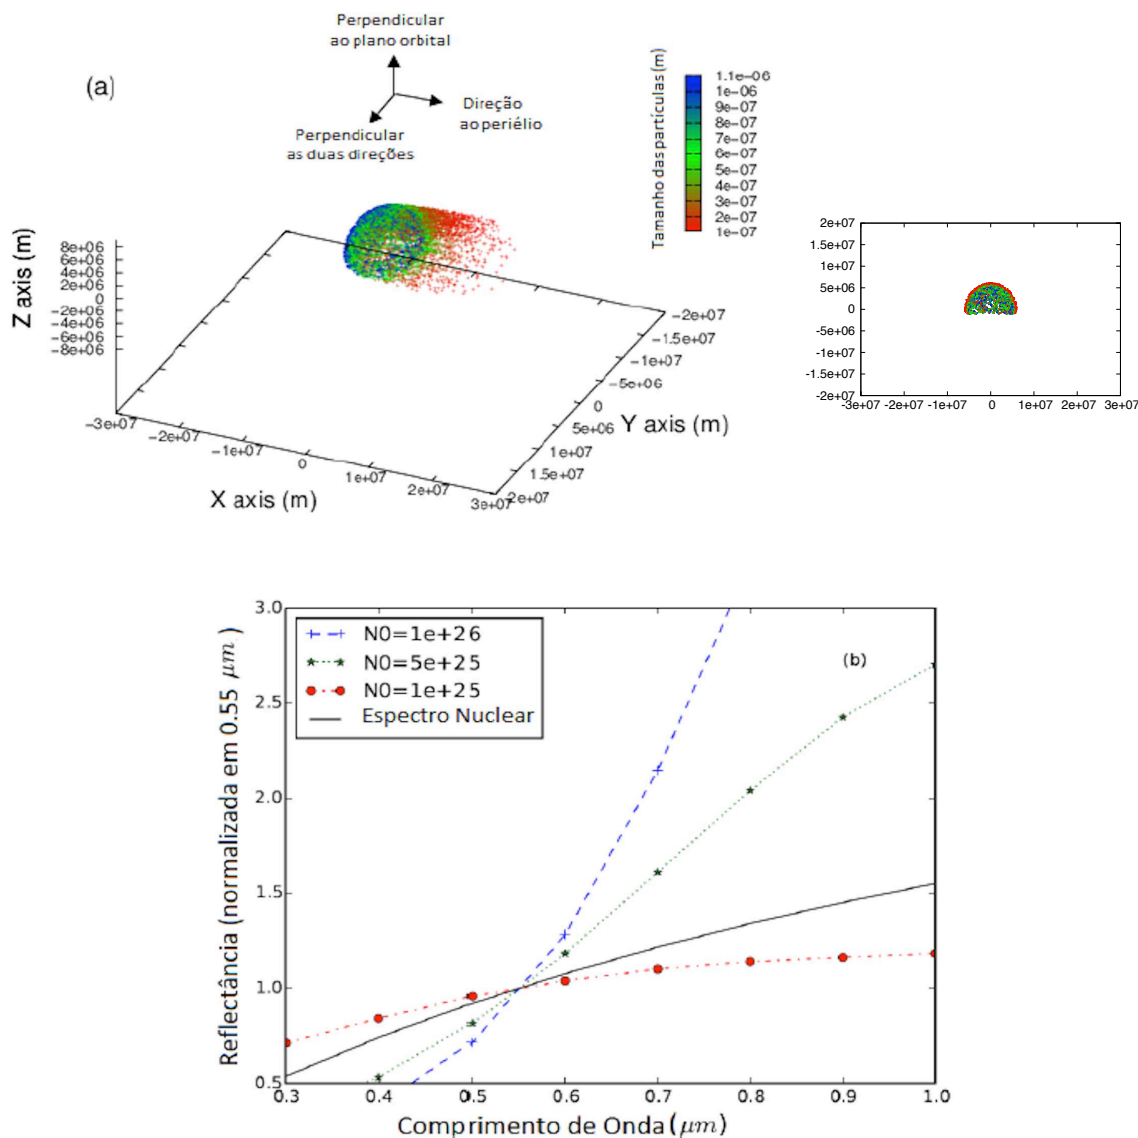 (a)
Perpendicular
ao plano orbital
Direção
ao periélio
Perpendicular
as duas direções
Tamanho das partículas (m)
1.1e−06
1e−06
9e−07
8e−07
7e−07
6e−07
5e−07
4e−07
3e−07
2e−07
1e−07
Z axis (m)
8e+06
6e+06
4e+06
2e+06
0
−2e+06
−4e+06
−6e+06
−8e+06
−3e+07
−2e+07
−1e+07
0
1e+07
2e+07
3e+07
X axis (m)
−2e+07
−1.5e+07
−1e+07
−5e+06
0
5e+06
1e+07
1.5e+07
2e+07
Y axis (m)
2e+07
1.5e+07
1e+07
5e+06
0
-5e+06
-1e+07
-1.5e+07
-2e+07
-3e+07 -2e+07 -1e+07 0 1e+07 2e+07 3e+07
(b)
N0=1e+26
N0=5e+25
N0=1e+25
Espectro Nuclear
Reflectância (normalizada em 0.55 μm )
3.0
2.5
2.0
1.5
1.0
0.5
0.3 0.4 0.5 0.6 0.7 0.8 0.9 1.0
Comprimento de Onda (μm)